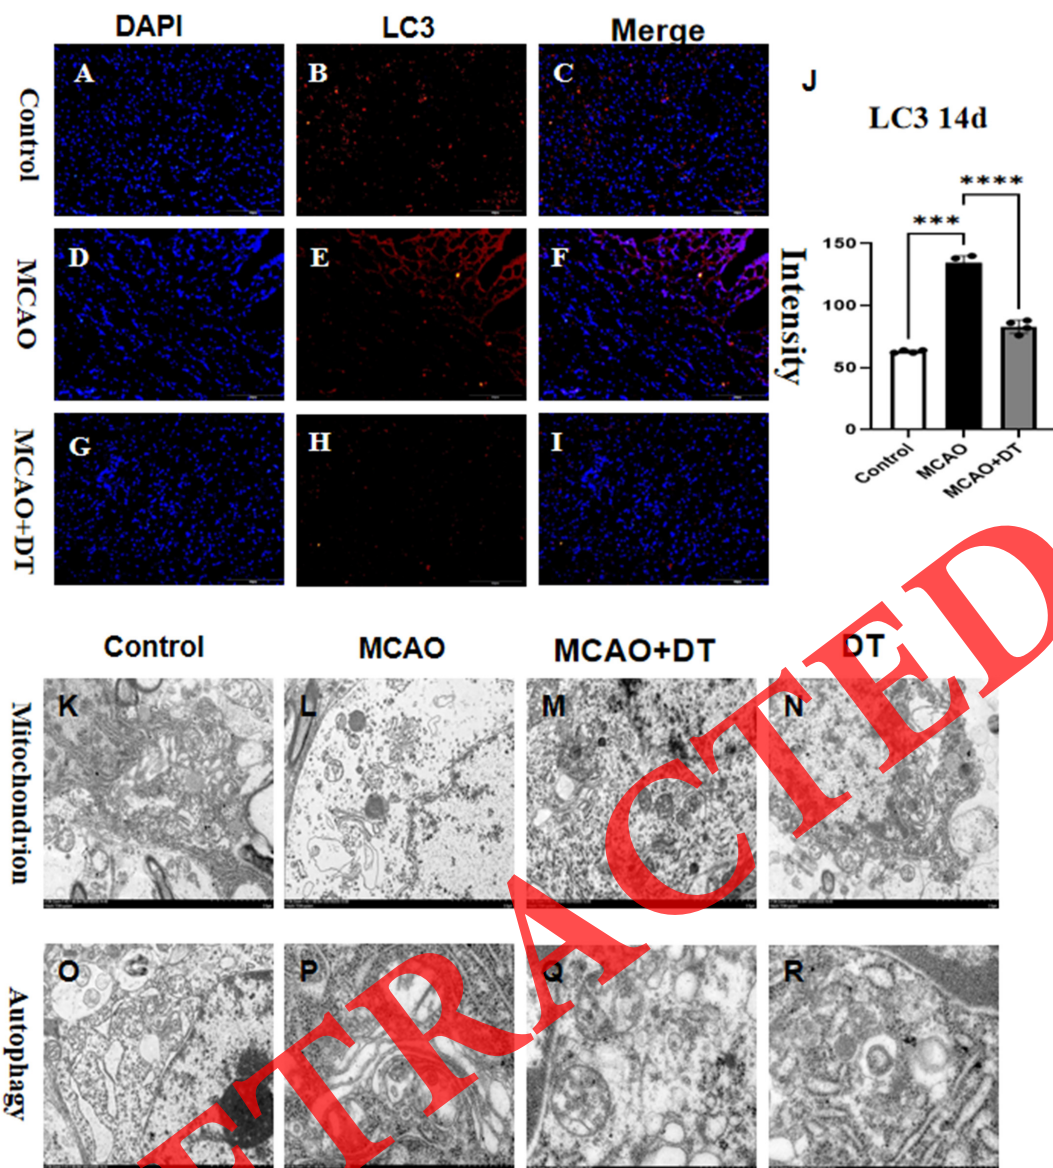 DAPI LC3 Merge
Control
A B C
MCAO
D E F
MCAO+DT
G H I
J
LC3 14d
****
***
Intensity
150
100
50
0
Control MCAO MCAO+DT
Control MCAO MCAO+DT DT
Mitochondrion
K L M N
Autophagy
O P Q R
ETRACTED